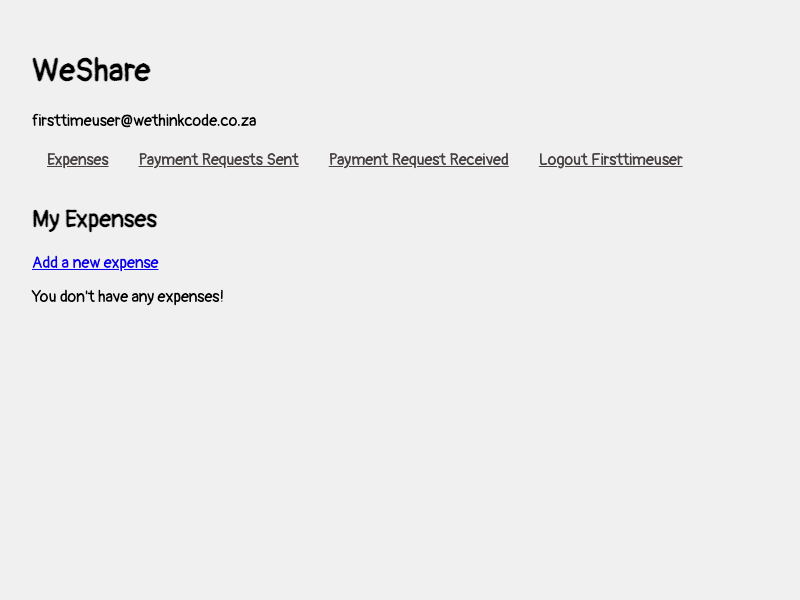 WeShare
firsttimeuser@wethinkcode.co.za
Expenses Payment Requests Sent Payment Request Received Logout Firsttimeuser
My Expenses
Add a new expense
You don't have any expenses!